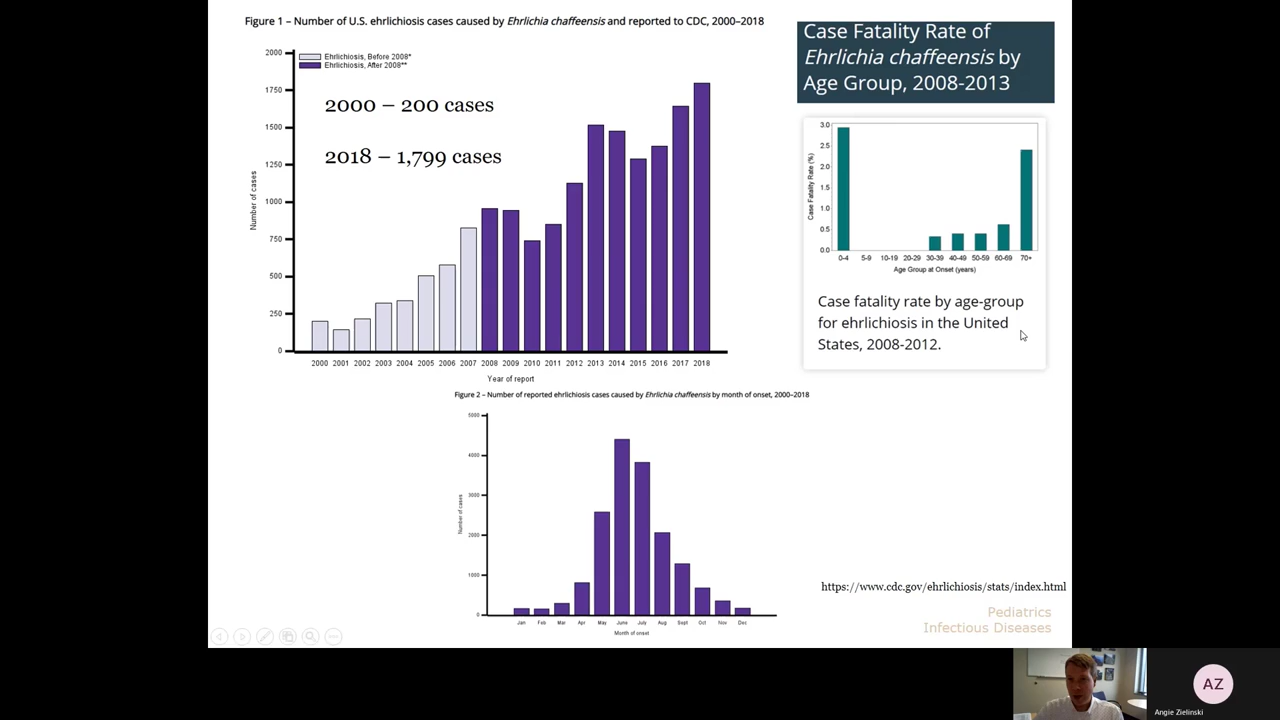 Figure 1 – Number of U.S. ehrlichiosis cases caused by Ehrlichia chaffeensis and reported to CDC, 2000–2018
Ehrlichiosis, Before 2008*
Ehrlichiosis, After 2008**
2000 – 200 cases
2018 – 1,799 cases
Number of cases
2000
1750
1500
1250
1000
750
500
250
0
2000 2001 2002 2003 2004 2005 2006 2007 2008 2009 2010 2011 2012 2013 2014 2015 2016 2017 2018
Year of report
Case Fatality Rate of
Ehrlichia chaffeensis by
Age Group, 2008-2013
Case Fatality Rate (%)
3.0
2.5
2.0
1.5
1.0
0.5
0.0
0-4 5-9 10-19 20-29 30-39 40-49 50-59 60-69 70+
Age Group at Onset (years)
Case fatality rate by age-group
for ehrlichiosis in the United
States, 2008-2012.
Figure 2 – Number of reported ehrlichiosis cases caused by Ehrlichia chaffeensis by month of onset, 2000–2018
Number of cases
5000
4000
3000
2000
1000
0
Jan Feb Mar Apr May June July Aug Sept Oct Nov Dec
Month of onset
https://www.cdc.gov/ehrlichiosis/stats/index.html
Pediatrics
Infectious Diseases
AZ
Angie Zielinski